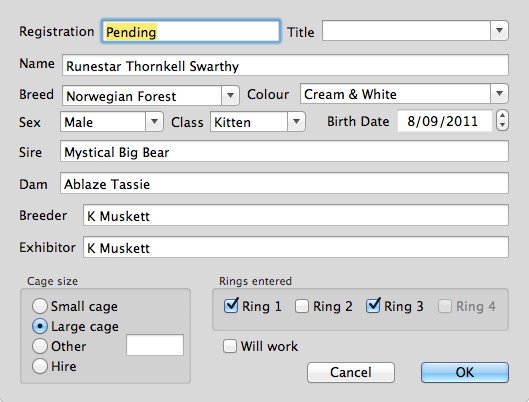 Registration Pending Title
Name Runestar Thornkell Swarthy
Breed Norwegian Forest Colour Cream & White
Sex Male Class Kitten Birth Date 8/09/2011
Sire Mystical Big Bear
Dam Ablaze Tassie
Breeder K Muskett
Exhibitor K Muskett
Cage size Rings entered
Small cage Ring 1 Ring 2 Ring 3 Ring 4
Large cage
Other Will work
Hire
Cancel OK